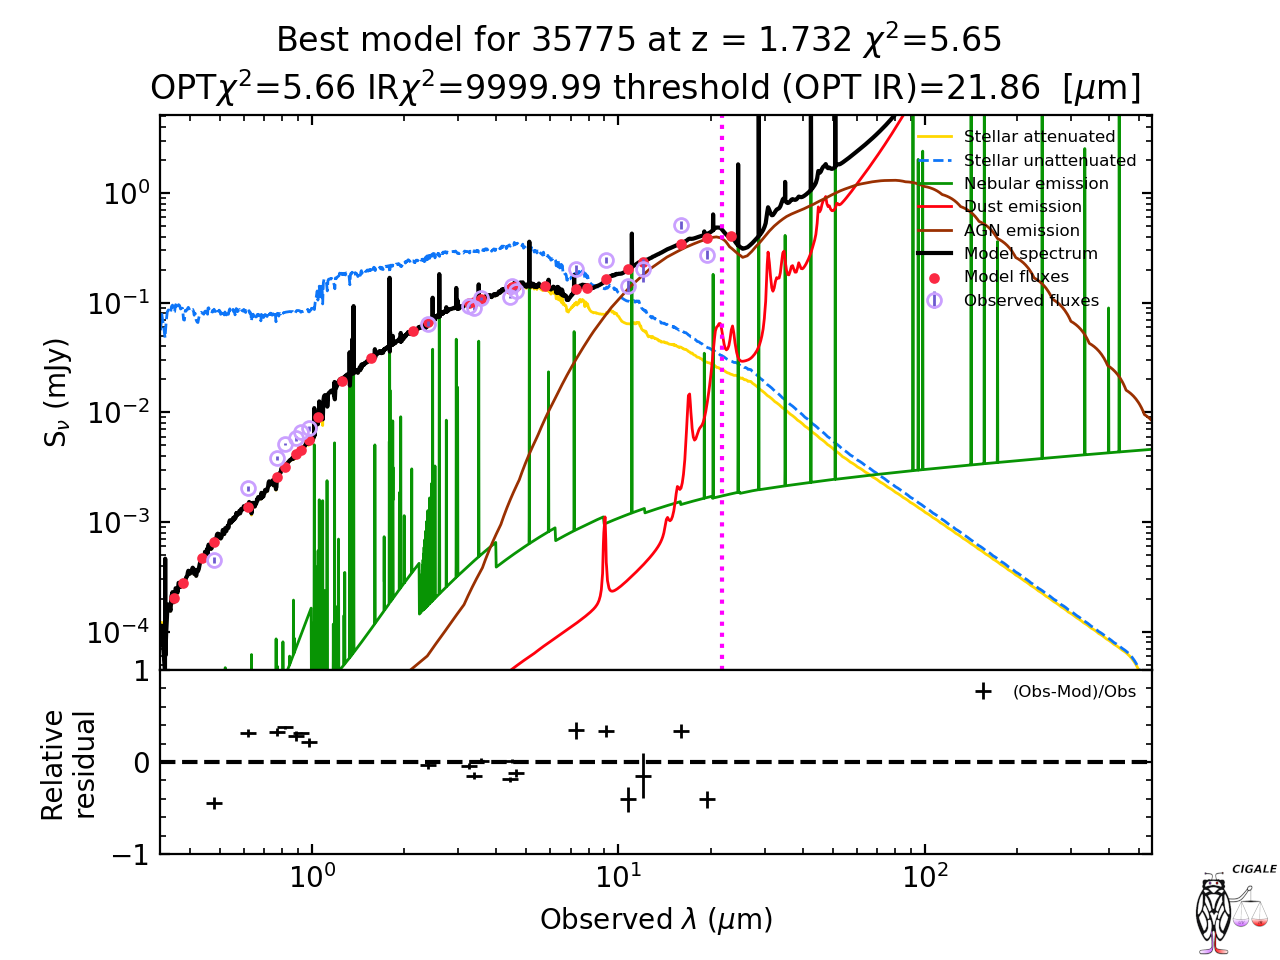 Best model for 35775 at z = 1.732 χ²=5.65
OPTχ²=5.66 IRχ²=9999.99 threshold (OPT IR)=21.86 [μm]
Stellar attenuated
Stellar unattenuated
Nebular emission
Dust emission
AGN emission
Model spectrum
Model fluxes
Observed fluxes
S_ν (mJy)
10⁰
10⁻¹
10⁻²
10⁻³
10⁻⁴
(Obs-Mod)/Obs
Relative
residual
1
0
−1
10⁰ 10¹ 10²
Observed λ (μm)
CIGALE